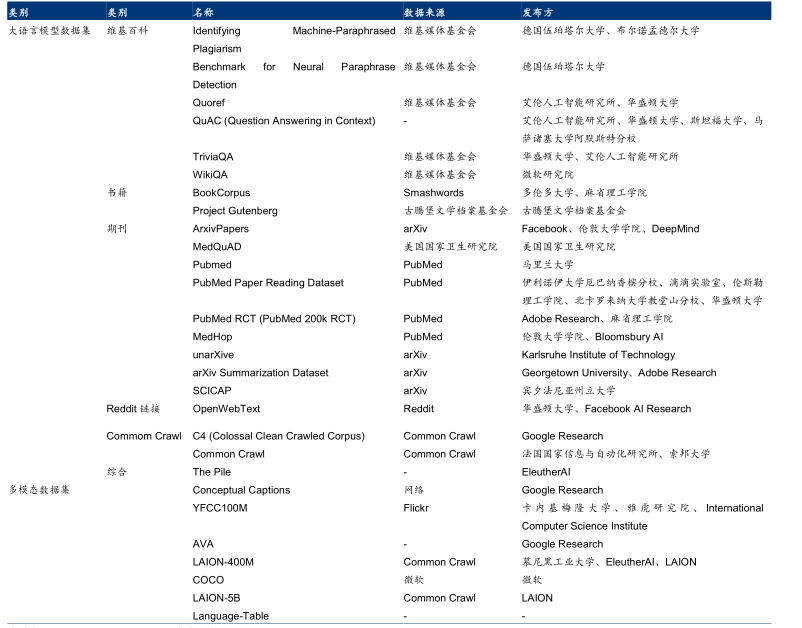 类别 类别 名称 数据来源 发布方
大语言模型数据集 维基百科 Identifying Machine-Paraphrased 维基媒体基金会 德国伍珀塔尔大学、布尔诺孟德尔大学
Plagiarism
Benchmark for Neural Paraphrase 维基媒体基金会 德国伍珀塔尔大学
Detection
Quoref 维基媒体基金会 艾伦人工智能研究所、华盛顿大学
QuAC (Question Answering in Context) - 艾伦人工智能研究所、华盛顿大学、斯坦福大学、马
萨诸塞大学阿默斯特分校
TriviaQA 维基媒体基金会 华盛顿大学、艾伦人工智能研究所
WikiQA 维基媒体基金会 微软研究院
书籍 BookCorpus Smashwords 多伦多大学、麻省理工学院
Project Gutenberg 古腾堡文学档案基金会 古腾堡文学档案基金会
期刊 ArxivPapers arXiv Facebook、伦敦大学学院、DeepMind
MedQuAD 美国国家卫生研究院 美国国家卫生研究院
Pubmed PubMed 马里兰大学
PubMed Paper Reading Dataset PubMed 伊利诺伊大学厄巴纳香槟分校、滴滴实验室、伦斯勒
理工学院、北卡罗来纳大学教堂山分校、华盛顿大学
PubMed RCT (PubMed 200k RCT) PubMed Adobe Research、麻省理工学院
MedHop PubMed 伦敦大学学院、Bloomsbury AI
unarXive arXiv Karlsruhe Institute of Technology
arXiv Summarization Dataset arXiv Georgetown University、Adobe Research
SCICAP arXiv 宾夕法尼亚州立大学
Reddit 链接 OpenWebText Reddit 华盛顿大学、Facebook AI Research
Commom Crawl C4 (Colossal Clean Crawled Corpus) Common Crawl Google Research
Common Crawl Common Crawl 法国国家信息与自动化研究所、索邦大学
综合 The Pile - EleutherAI
多模态数据集 Conceptual Captions 网络 Google Research
YFCC100M Flickr 卡内基梅隆大学、雅虎研究院、International
Computer Science Institute
AVA - Google Research
LAION-400M Common Crawl 慕尼黑工业大学、EleutherAI、LAION
COCO 微软 微软
LAION-5B Common Crawl LAION
Language-Table - -